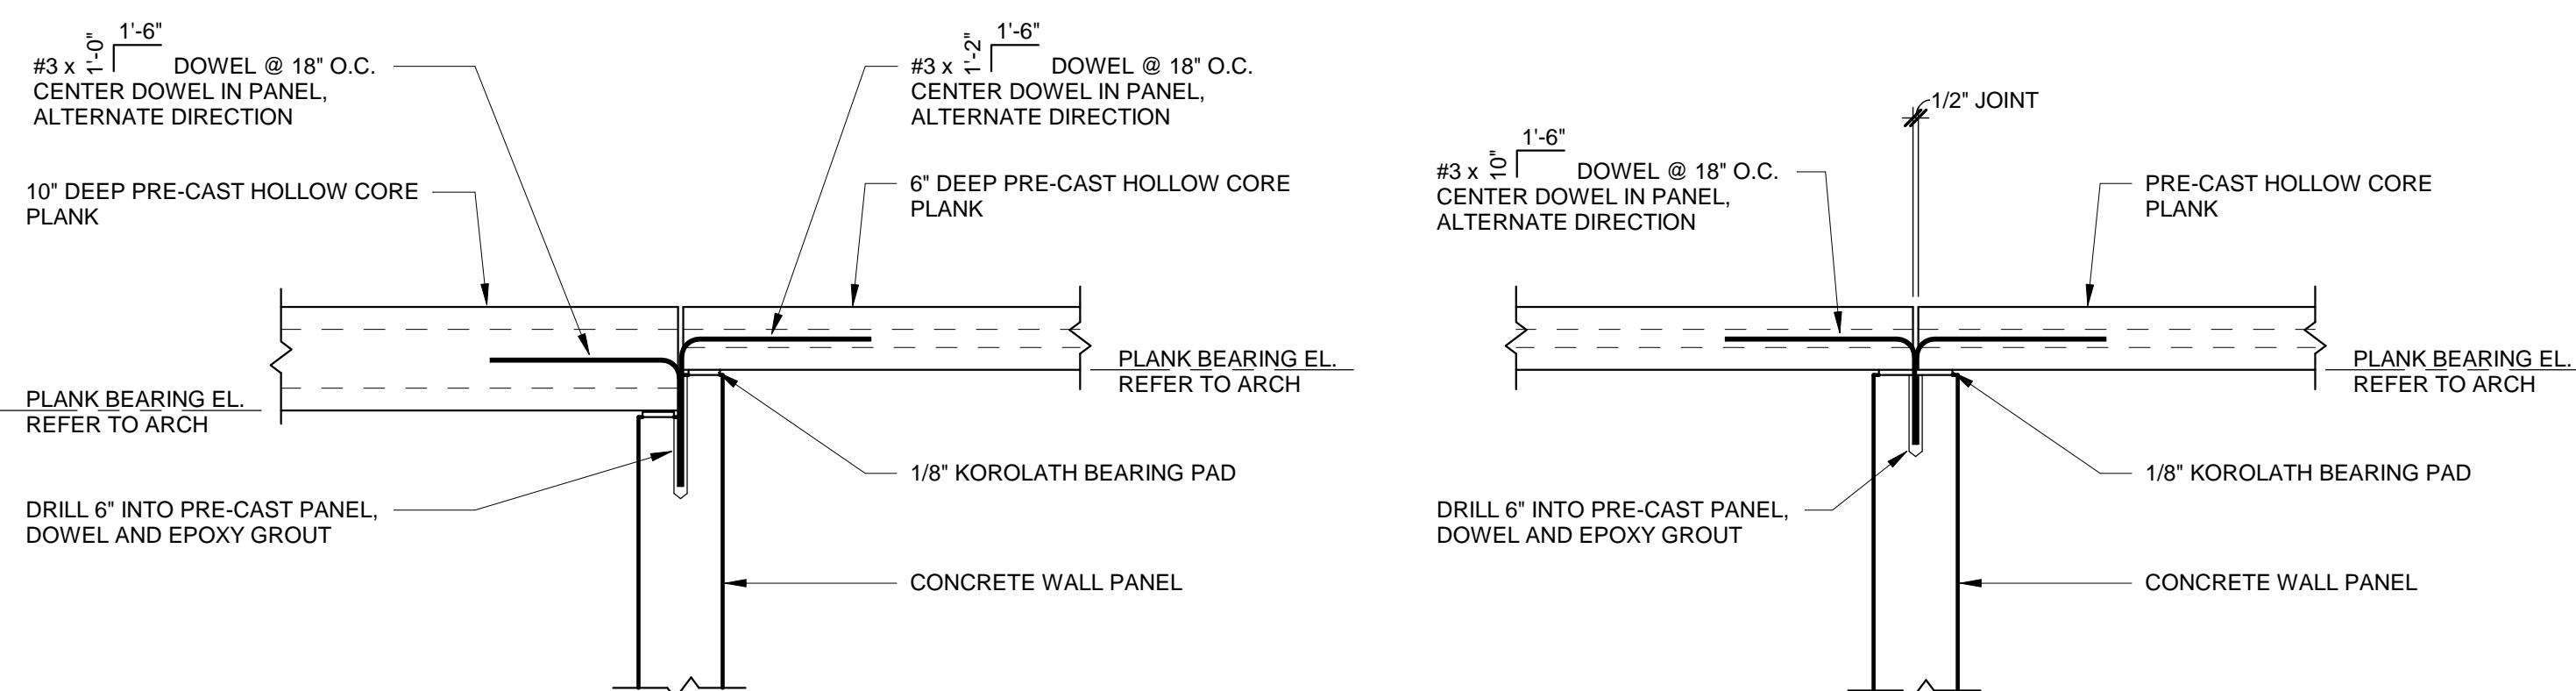 1'-6"
#3 x 1'-0" DOWEL @ 18" O.C.
CENTER DOWEL IN PANEL,
ALTERNATE DIRECTION
10" DEEP PRE-CAST HOLLOW CORE
PLANK
PLANK BEARING EL.
REFER TO ARCH
DRILL 6" INTO PRE-CAST PANEL,
DOWEL AND EPOXY GROUT
1'-6"
#3 x 1'-2" DOWEL @ 18" O.C.
CENTER DOWEL IN PANEL,
ALTERNATE DIRECTION
6" DEEP PRE-CAST HOLLOW CORE
PLANK
PLANK BEARING EL.
REFER TO ARCH
1/8" KOROLATH BEARING PAD
CONCRETE WALL PANEL
1/2" JOINT
1'-6"
#3 x 10" DOWEL @ 18" O.C.
CENTER DOWEL IN PANEL,
ALTERNATE DIRECTION
DRILL 6" INTO PRE-CAST PANEL,
DOWEL AND EPOXY GROUT
PRE-CAST HOLLOW CORE
PLANK
PLANK BEARING EL.
REFER TO ARCH
1/8" KOROLATH BEARING PAD
CONCRETE WALL PANEL